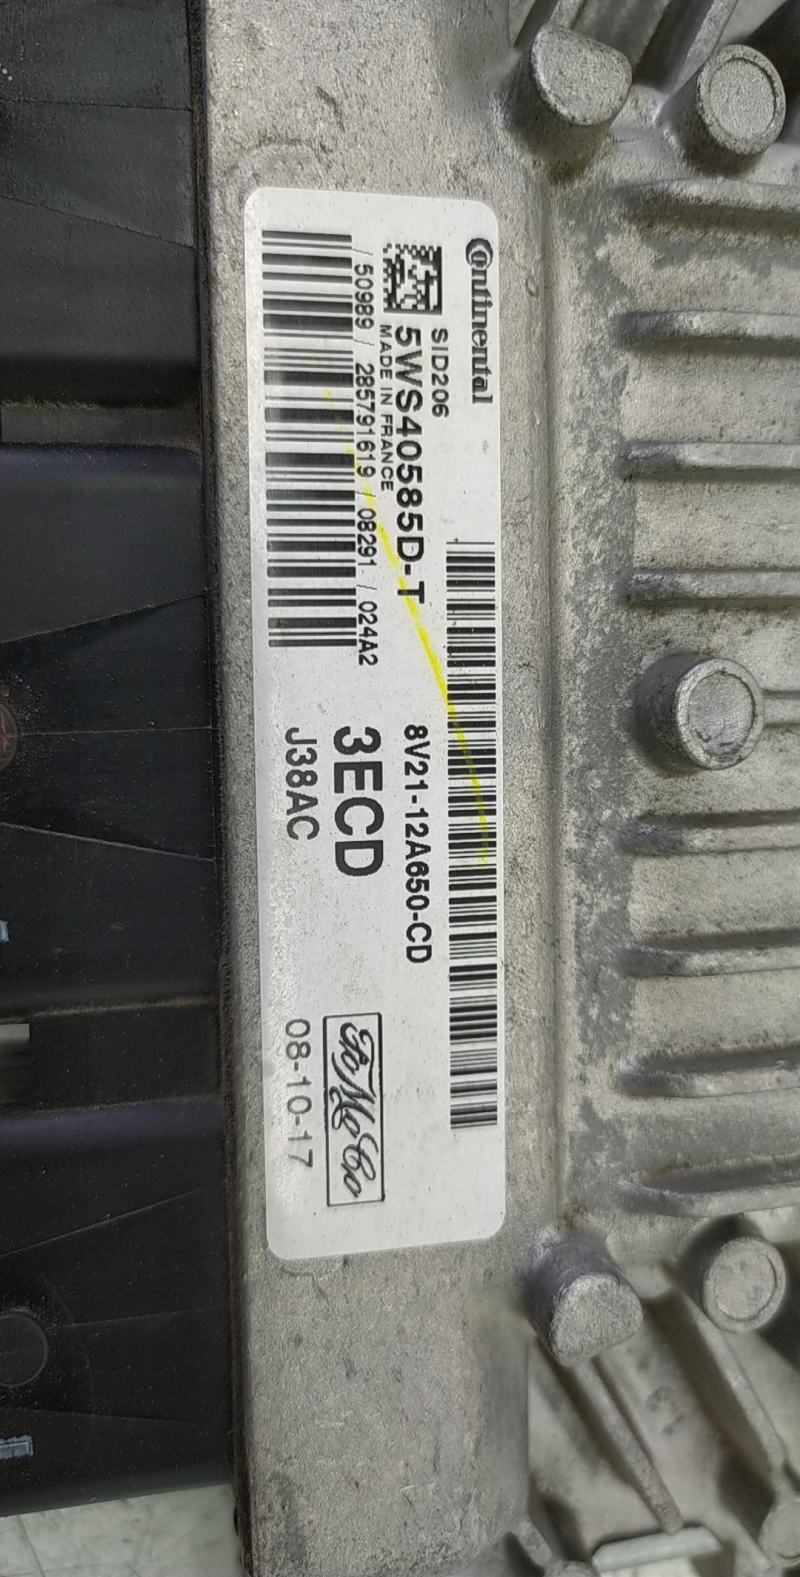 Continental
SID206
5WS40585D-T
MADE IN FRANCE
/ 50989 / 285791619 / 08291 / 024A2
8V21-12A650-CD
3ECD
J38AC
FoMoCo
08-10-17